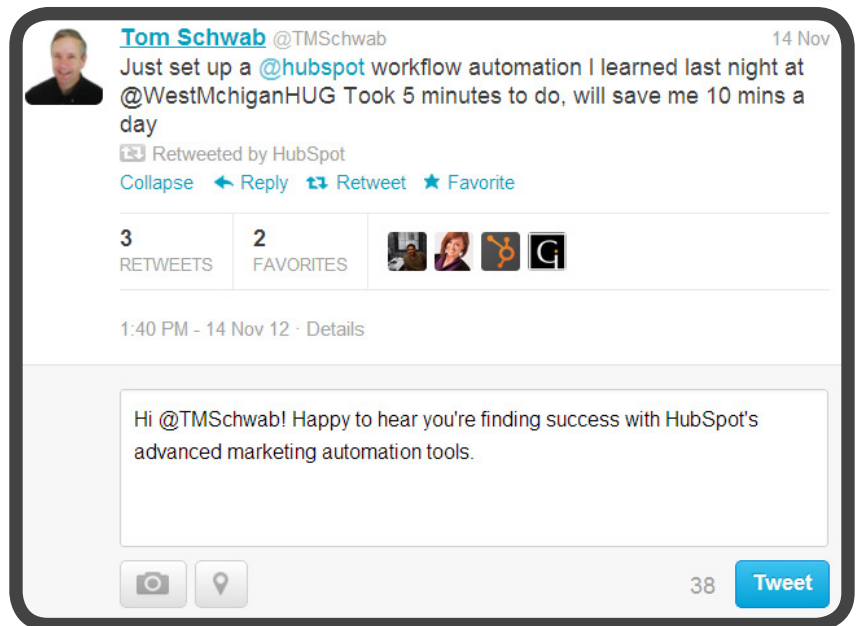 Tom Schwab @TMSchwab 14 Nov
Just set up a @hubspot workflow automation I learned last night at
@WestMchiganHUG Took 5 minutes to do, will save me 10 mins a
day
Retweeted by HubSpot
Collapse Reply Retweet Favorite
3 2
RETWEETS FAVORITES
1:40 PM - 14 Nov 12 · Details
Hi @TMSchwab! Happy to hear you're finding success with HubSpot's
advanced marketing automation tools.
38 Tweet